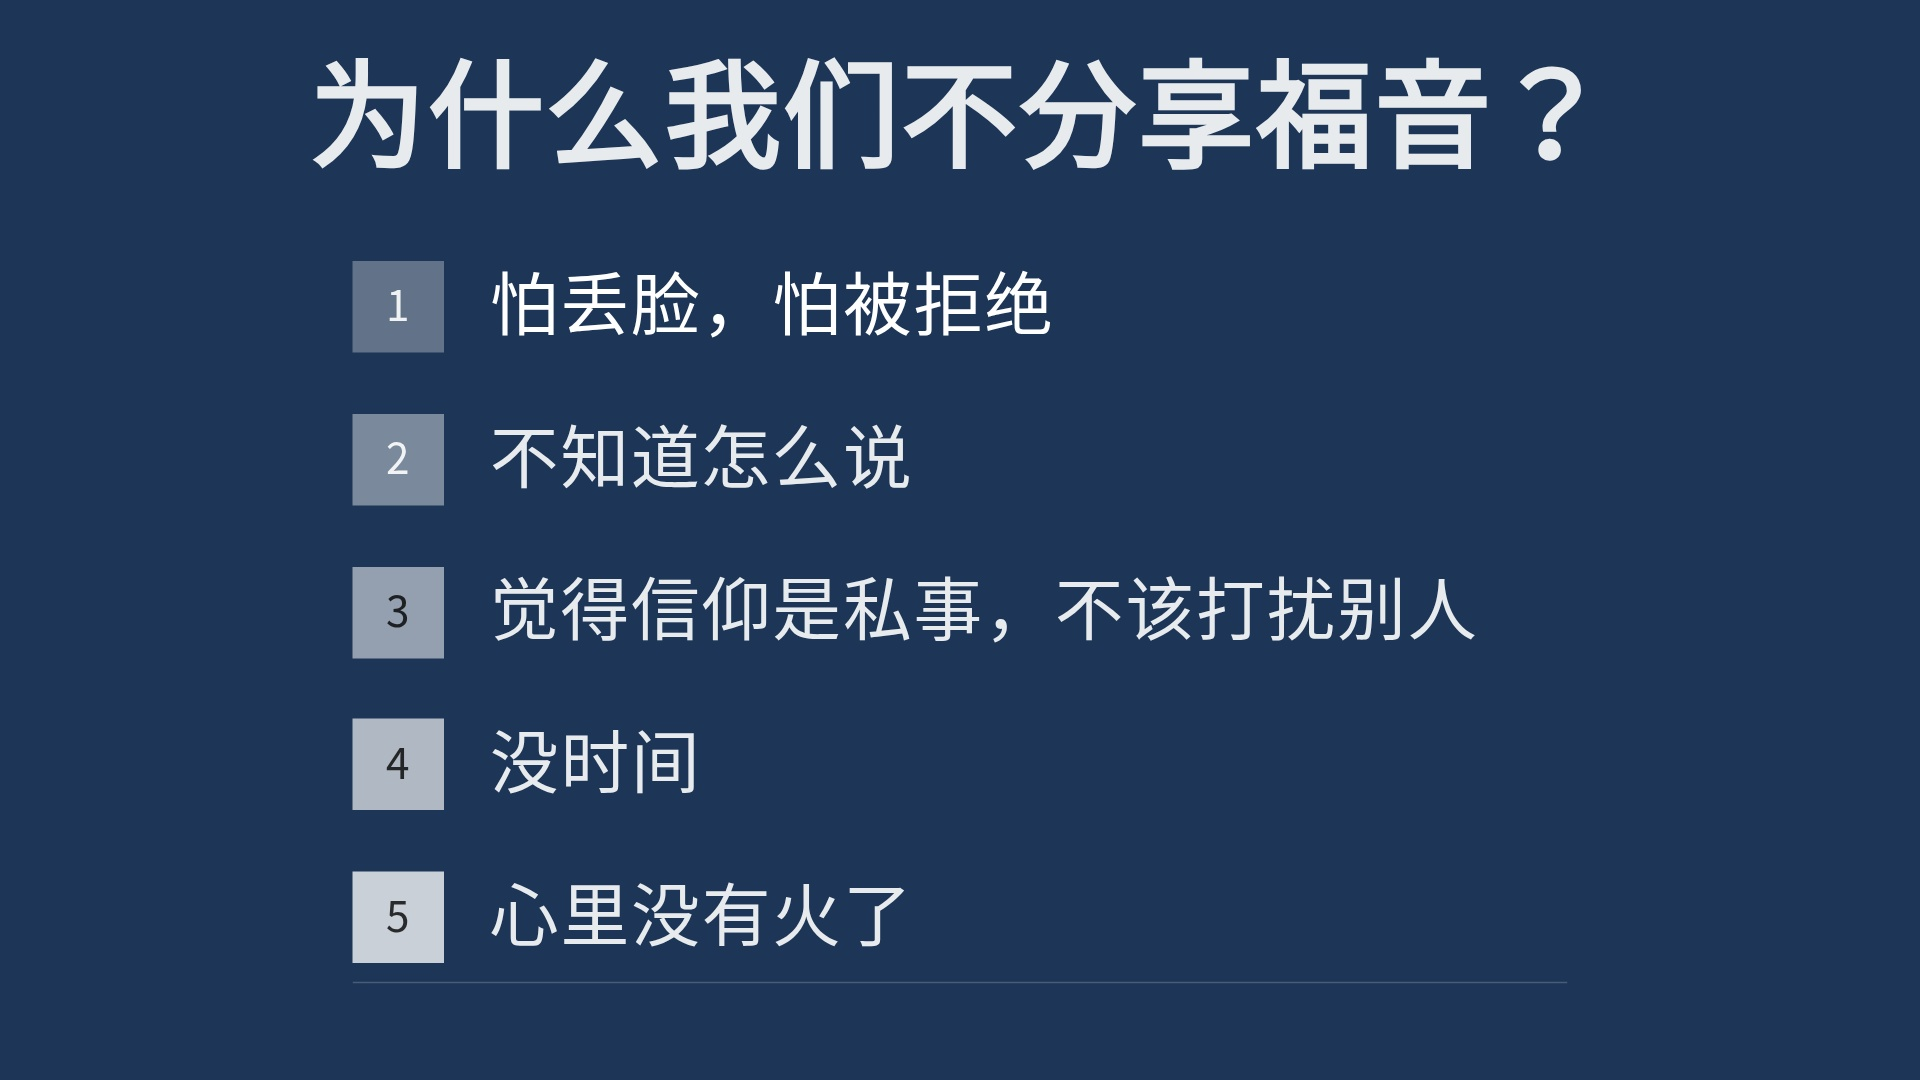 为什么我们不分享福音？
1 怕丢脸，怕被拒绝
2 不知道怎么说
3 觉得信仰是私事，不该打扰别人
4 没时间
5 心里没有火了